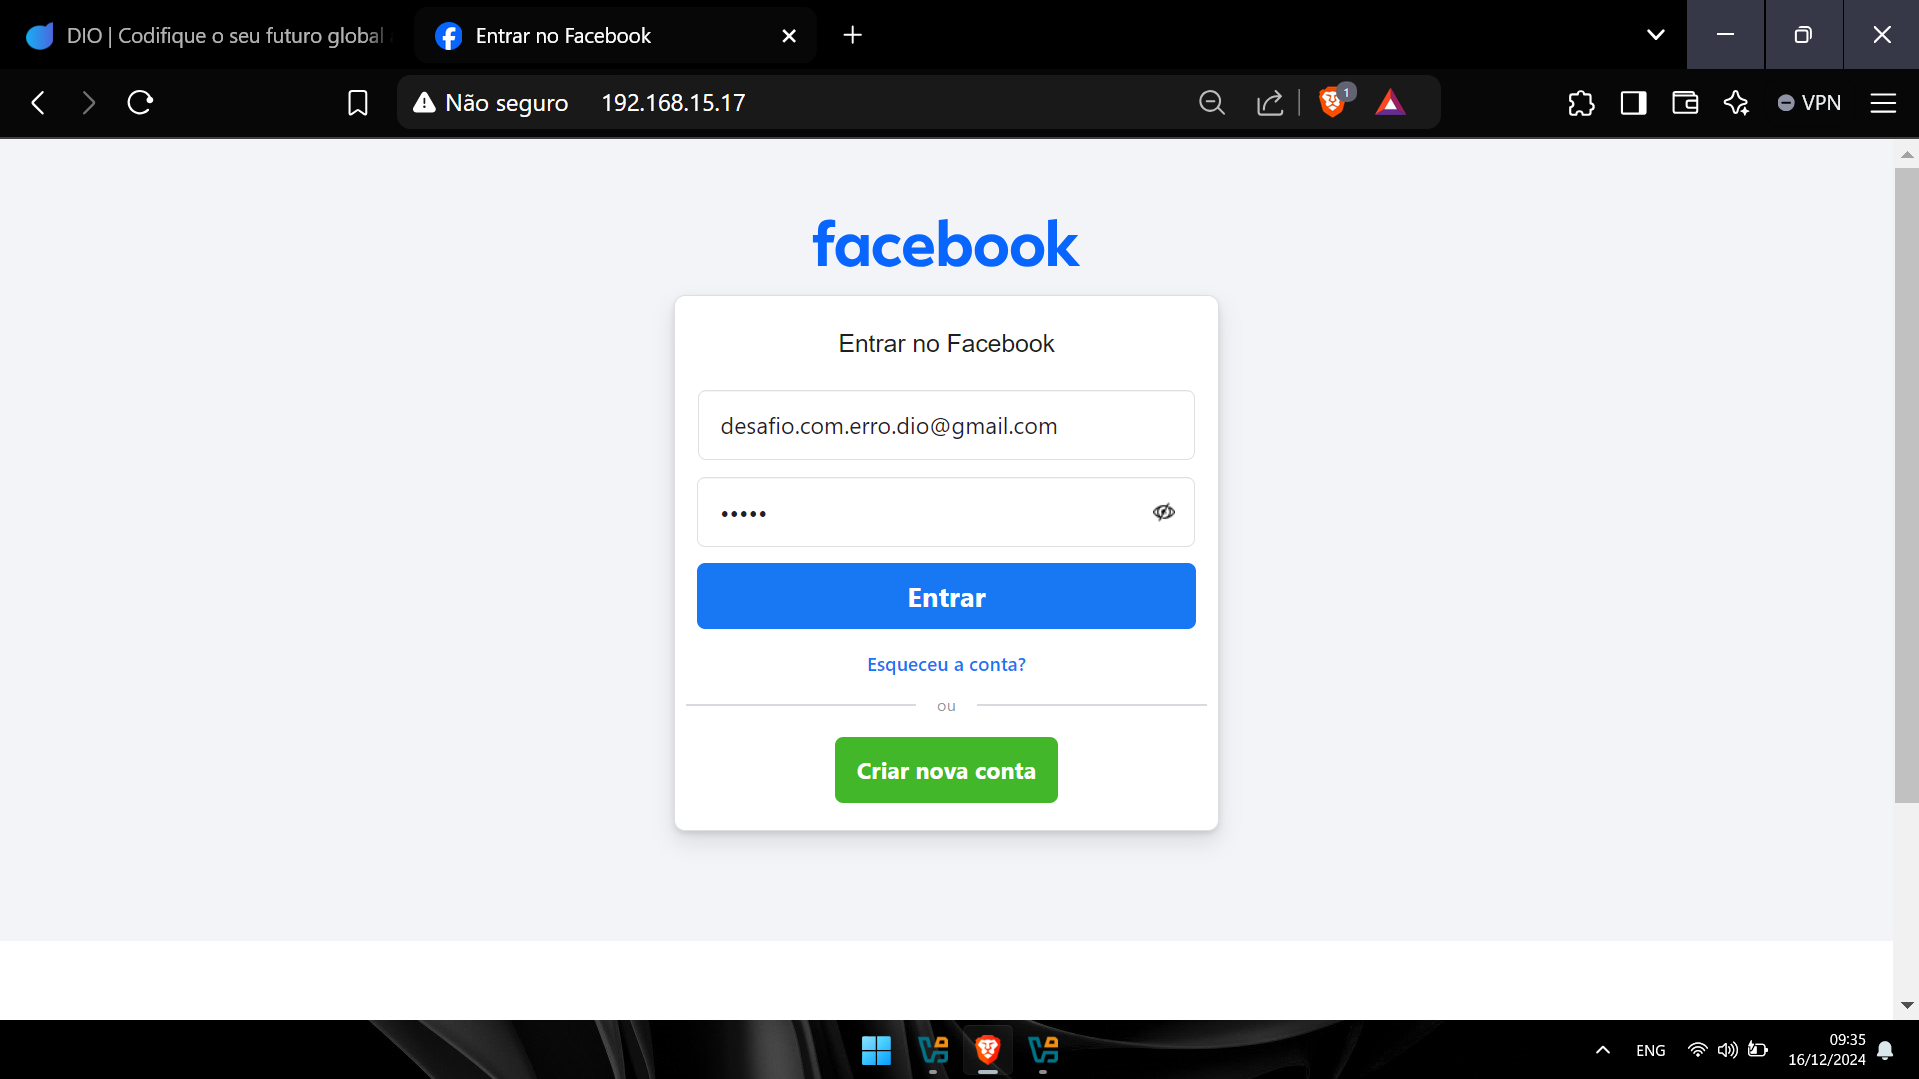 DIO | Codifique o seu futuro global
Entrar no Facebook
Não seguro 192.168.15.17
1
VPN
facebook
Entrar no Facebook
desafio.com.erro.dio@gmail.com
•••••
Entrar
Esqueceu a conta?
ou
Criar nova conta
ENG
09:35
16/12/2024